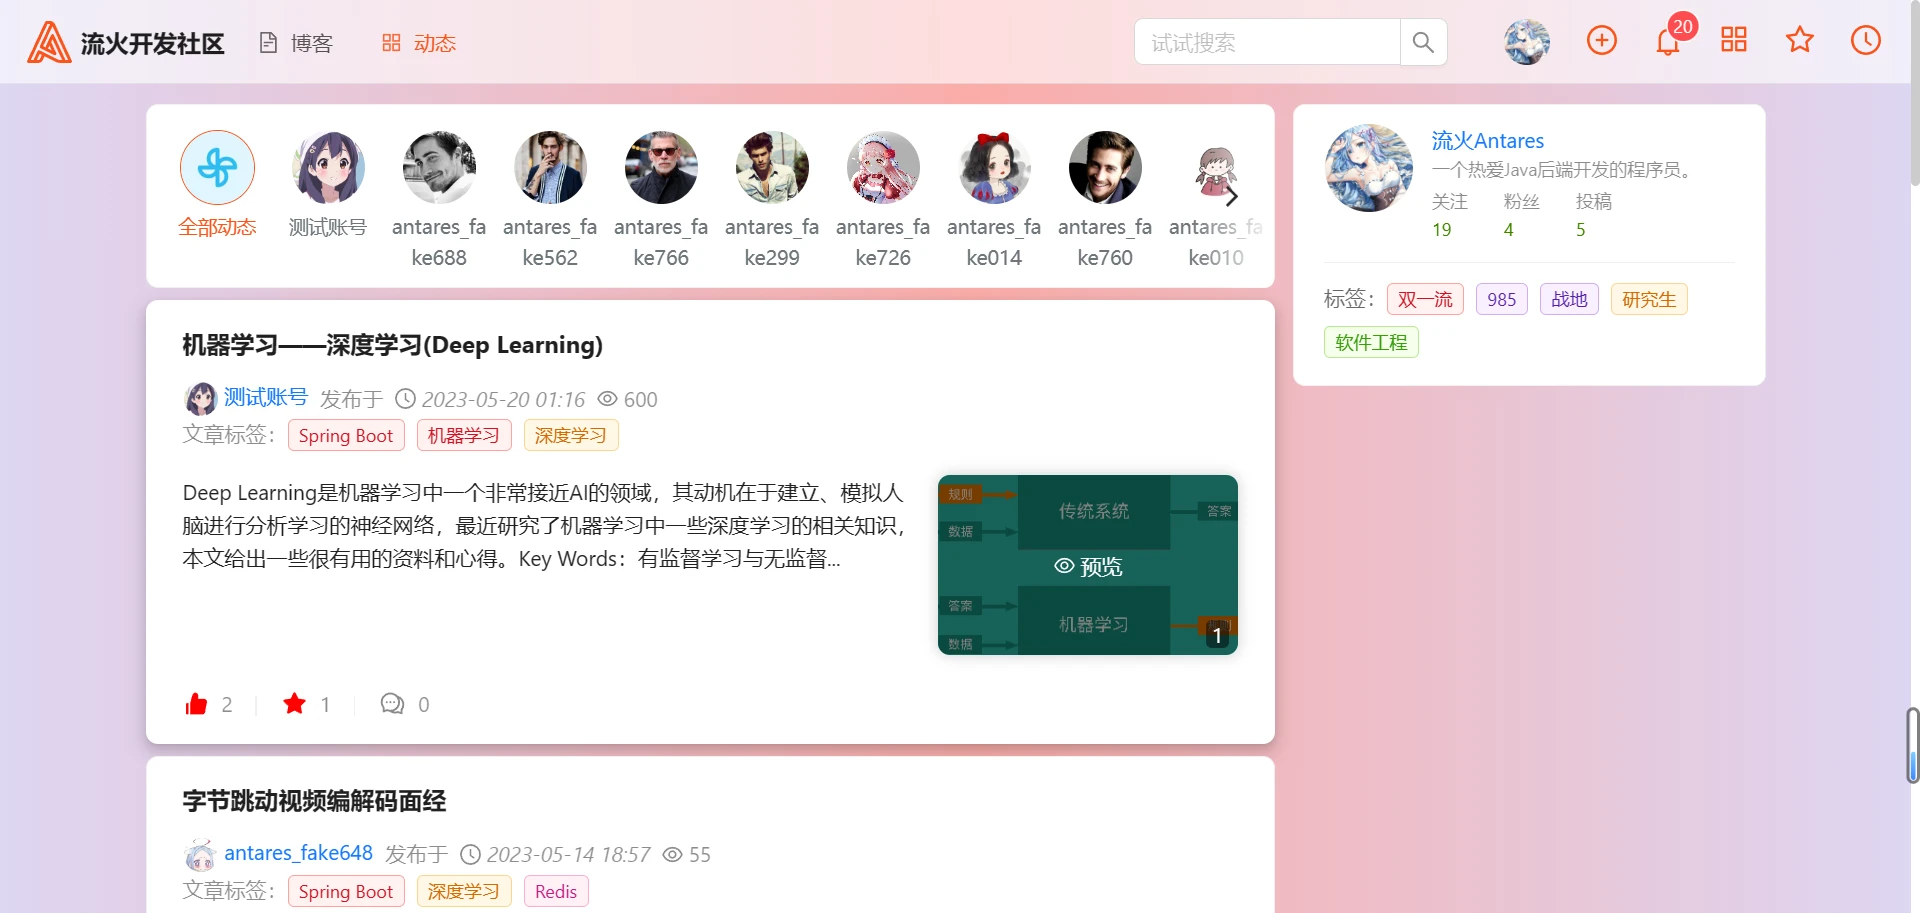 流火开发社区 博客 动态 试试搜索 20
全部动态 测试账号 antares_fake688 antares_fake562 antares_fake766 antares_fake299 antares_fake726 antares_fake014 antares_fake760 antares_fake010
流火Antares
一个热爱Java后端开发的程序员。
关注 粉丝 投稿
19 4 5
标签： 双一流 985 战地 研究生
软件工程
机器学习——深度学习(Deep Learning)
测试账号 发布于 2023-05-20 01:16 600
文章标签： Spring Boot 机器学习 深度学习
Deep Learning是机器学习中一个非常接近AI的领域，其动机在于建立、模拟人
脑进行分析学习的神经网络，最近研究了机器学习中一些深度学习的相关知识，
本文给出一些很有用的资料和心得。Key Words：有监督学习与无监督...
规则 传统系统 答案
数据
预览
答案 机器学习
数据 1
2 1 0
字节跳动视频编解码面经
antares_fake648 发布于 2023-05-14 18:57 55
文章标签： Spring Boot 深度学习 Redis